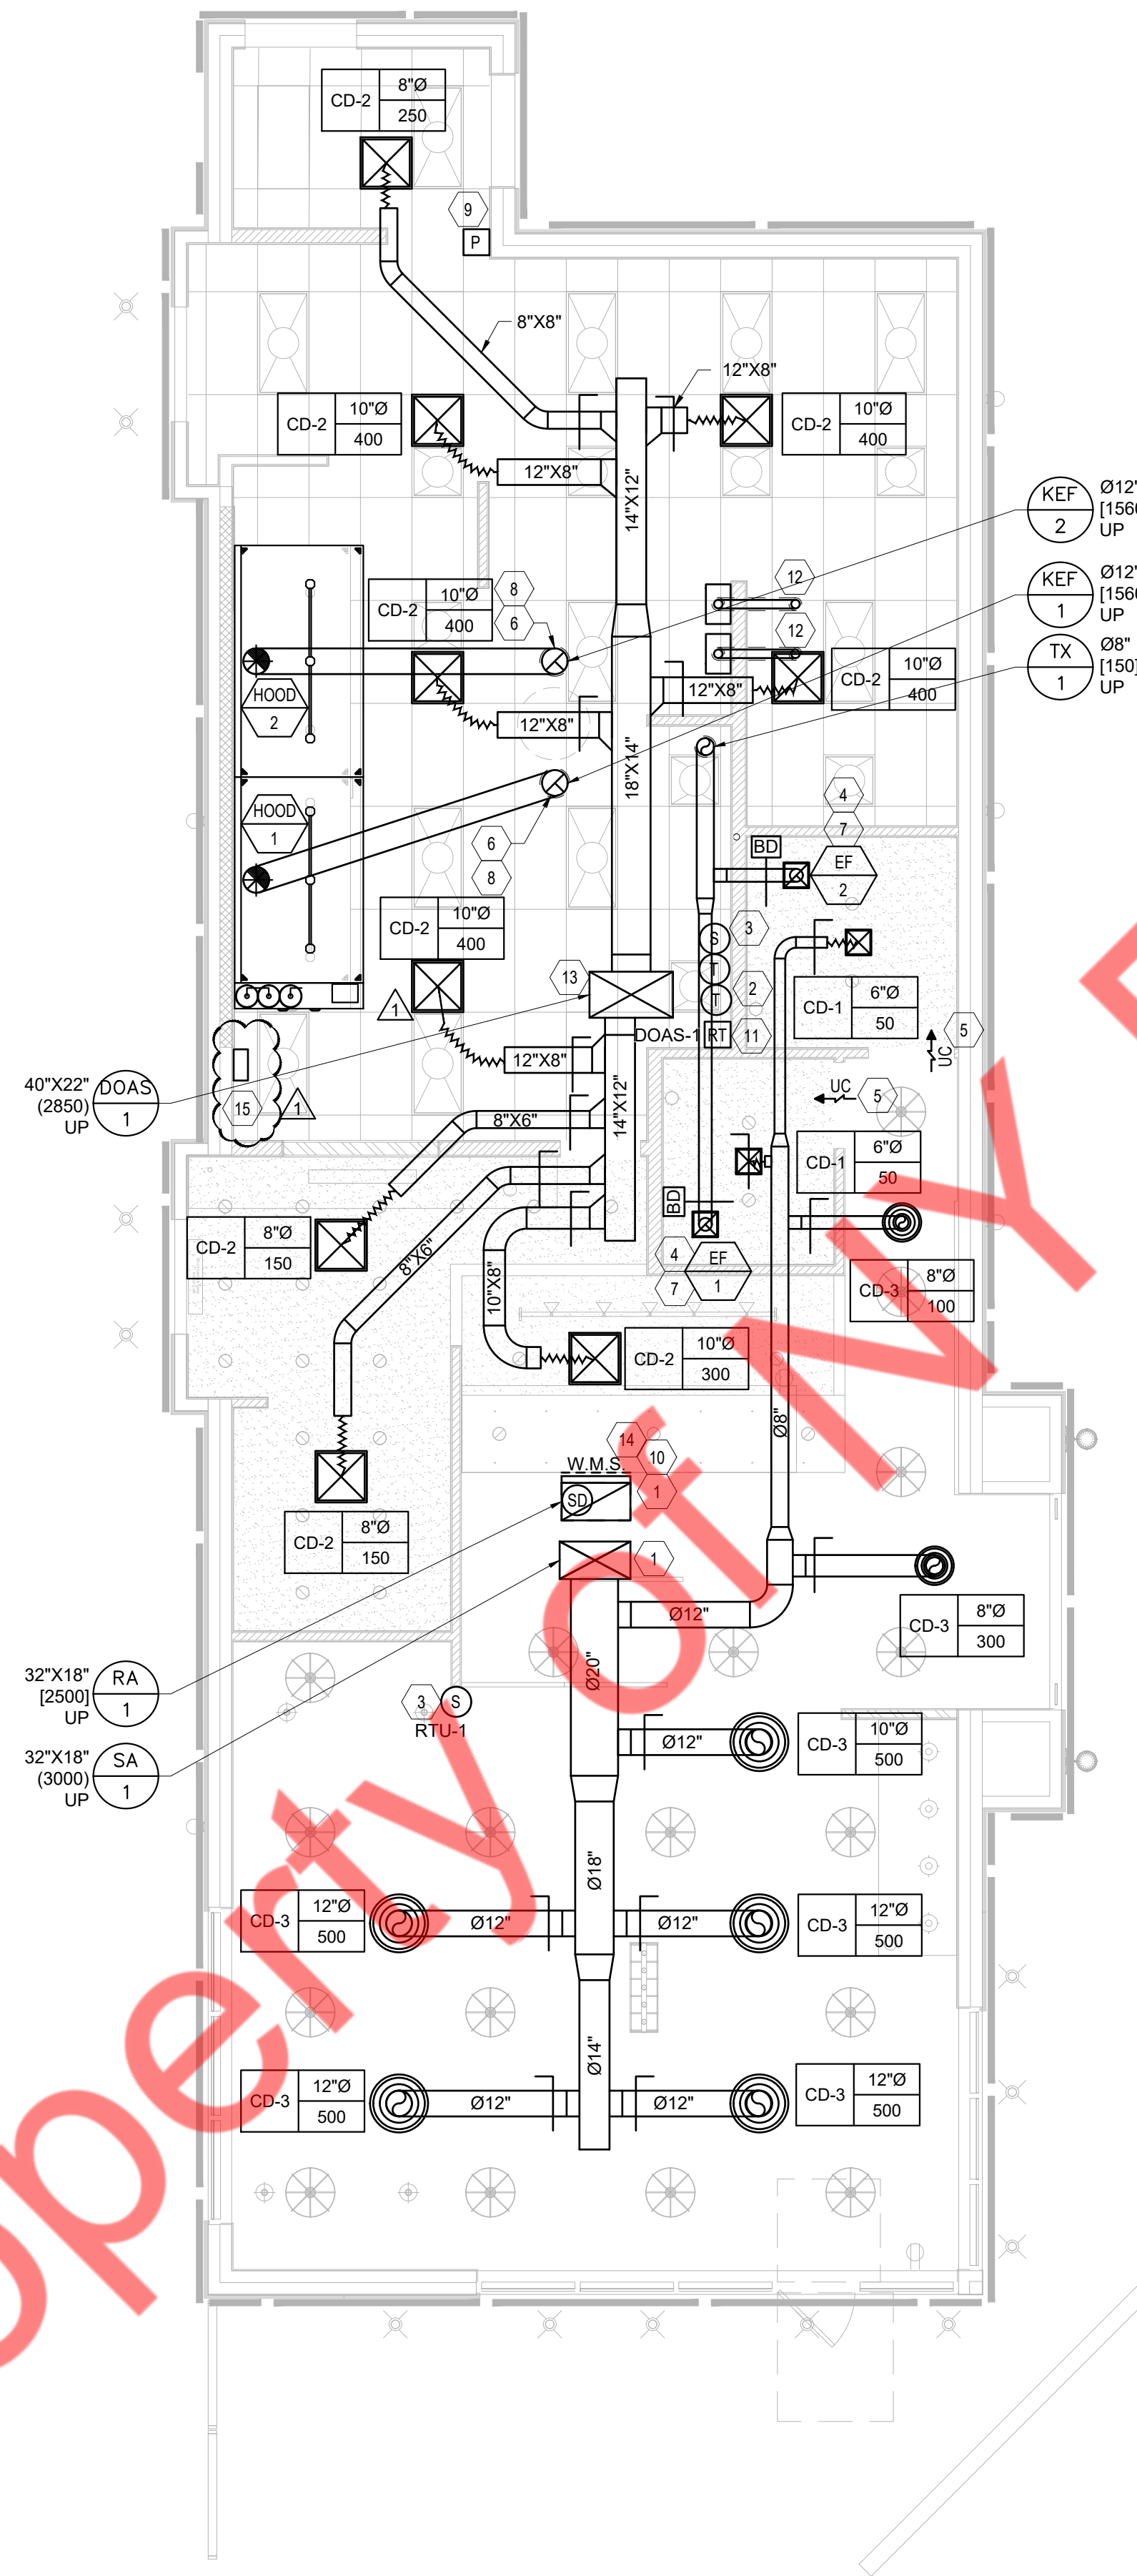 CD-2
8"Ø
250
9
P
8"X8"
12"X8"
CD-2
10"Ø
400
CD-2
10"Ø
400
12"X8"
14"X12"
KEF
2
Ø12"
UP
12
CD-2
10"Ø
400
8
6
KEF
1
Ø12"
UP
12
TX
1
Ø8"
[150]
UP
CD-2
10"Ø
400
12"X8"
HOOD
2
12"X8"
18"X14"
HOOD
1
4
7
BD
EF
2
6
8
CD-2
10"Ø
400
S
3
T
T
2
13
1
CD-1
6"Ø
50
DOAS-1
RT
11
5
UC
12"X8"
40"X22"
(2850)
UP
DOAS
1
15
1
UC
5
8"X6"
14"X12"
CD-1
6"Ø
50
BD
CD-2
8"Ø
150
8"X6"
4
7
EF
1
CD-3
8"Ø
100
10"X8"
CD-2
10"Ø
300
Ø8"
14
10
W.M.S.
1
SD
CD-2
8"Ø
150
1
CD-3
8"Ø
300
Ø12"
Ø20"
32"X18"
[2500]
UP
RA
1
3
S
RTU-1
CD-3
10"Ø
500
Ø12"
32"X18"
(3000)
UP
SA
1
Ø18"
CD-3
12"Ø
500
Ø12"
Ø12"
CD-3
12"Ø
500
Ø14"
CD-3
12"Ø
500
Ø12"
Ø12"
CD-3
12"Ø
500
perty of NY